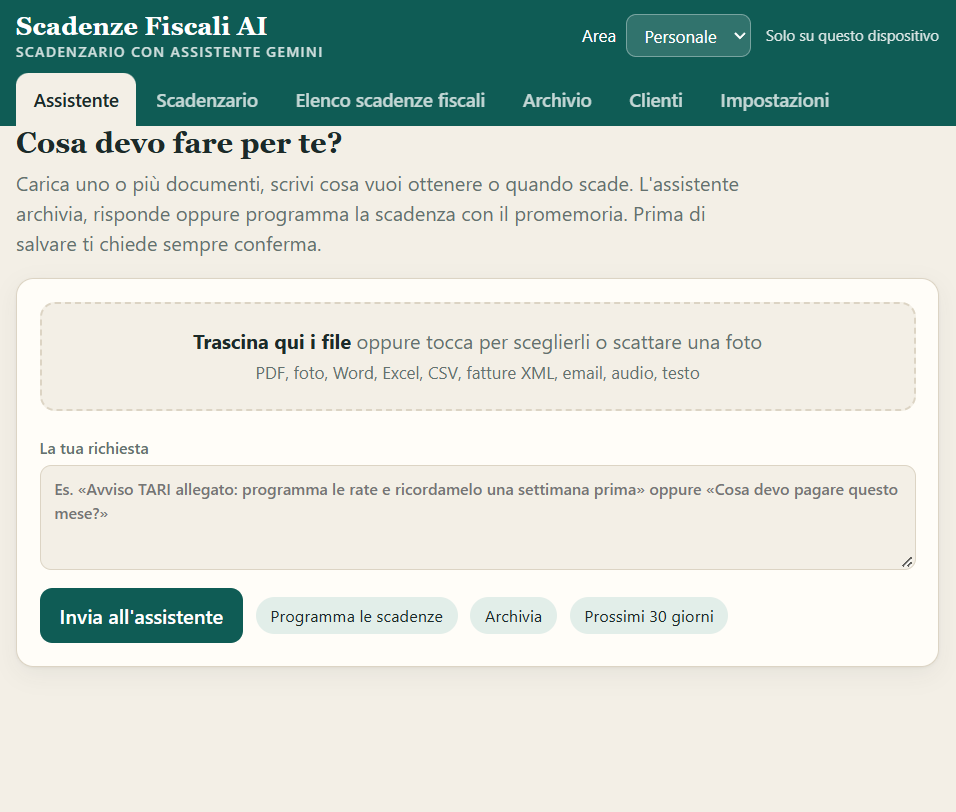 Scadenze Fiscali AI
SCADENZARIO CON ASSISTENTE GEMINI
Area
Personale
Solo su questo dispositivo
Assistente
Scadenzario
Elenco scadenze fiscali
Archivio
Clienti
Impostazioni
Cosa devo fare per te?
Carica uno o più documenti, scrivi cosa vuoi ottenere o quando scade. L'assistente
archivia, risponde oppure programma la scadenza con il promemoria. Prima di
salvare ti chiede sempre conferma.
Trascina qui i file oppure tocca per sceglierli o scattare una foto
PDF, foto, Word, Excel, CSV, fatture XML, email, audio, testo
La tua richiesta
Es. «Avviso TARI allegato: programma le rate e ricordamelo una settimana prima» oppure «Cosa devo pagare questo
mese?»
Invia all'assistente
Programma le scadenze
Archivia
Prossimi 30 giorni